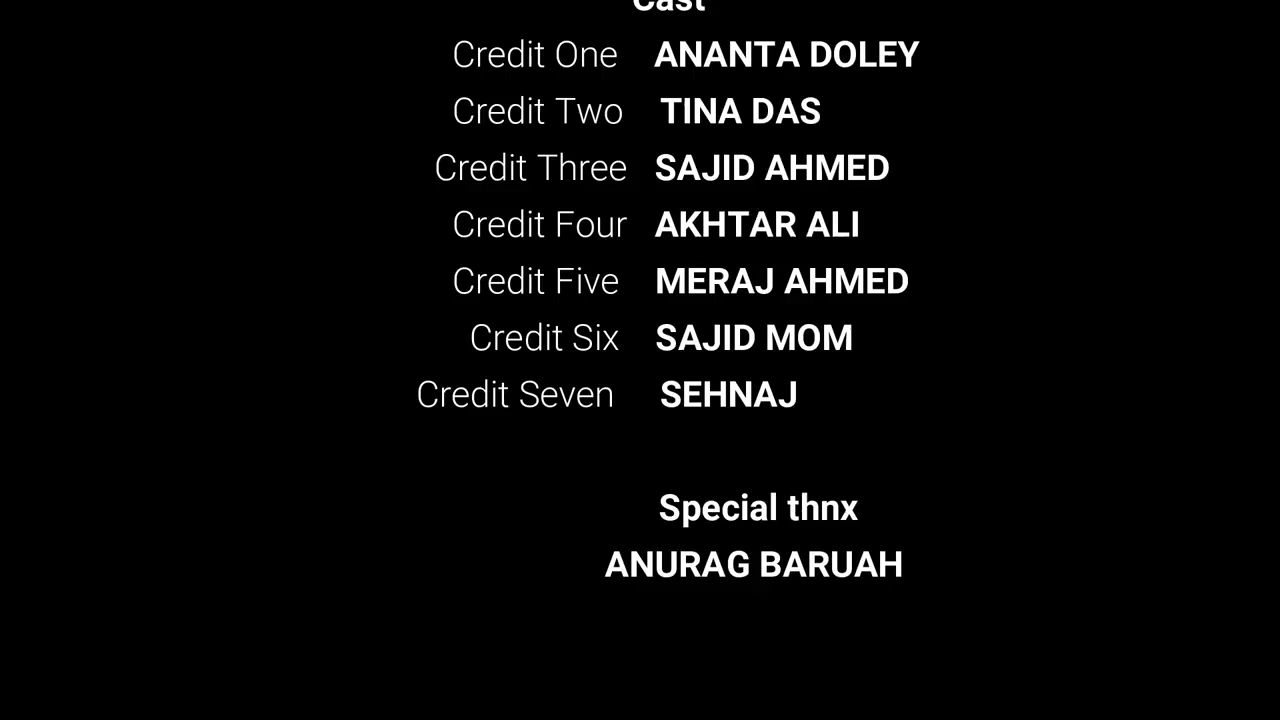 Cast
Credit One ANANTA DOLEY
Credit Two TINA DAS
Credit Three SAJID AHMED
Credit Four AKHTAR ALI
Credit Five MERAJ AHMED
Credit Six SAJID MOM
Credit Seven SEHNAJ
Special thnx
ANURAG BARUAH